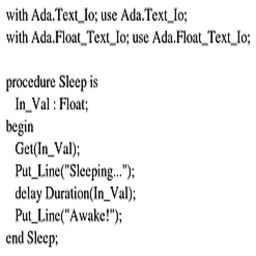 with Ada.Text_Io; use Ada.Text_Io;
with Ada.Float_Text_Io; use Ada.Float_Text_Io;
procedure Sleep is
In_Val : Float;
begin
Get(In_Val);
Put_Line("Sleeping...");
delay Duration(In_Val);
Put_Line("Awake!");
end Sleep;